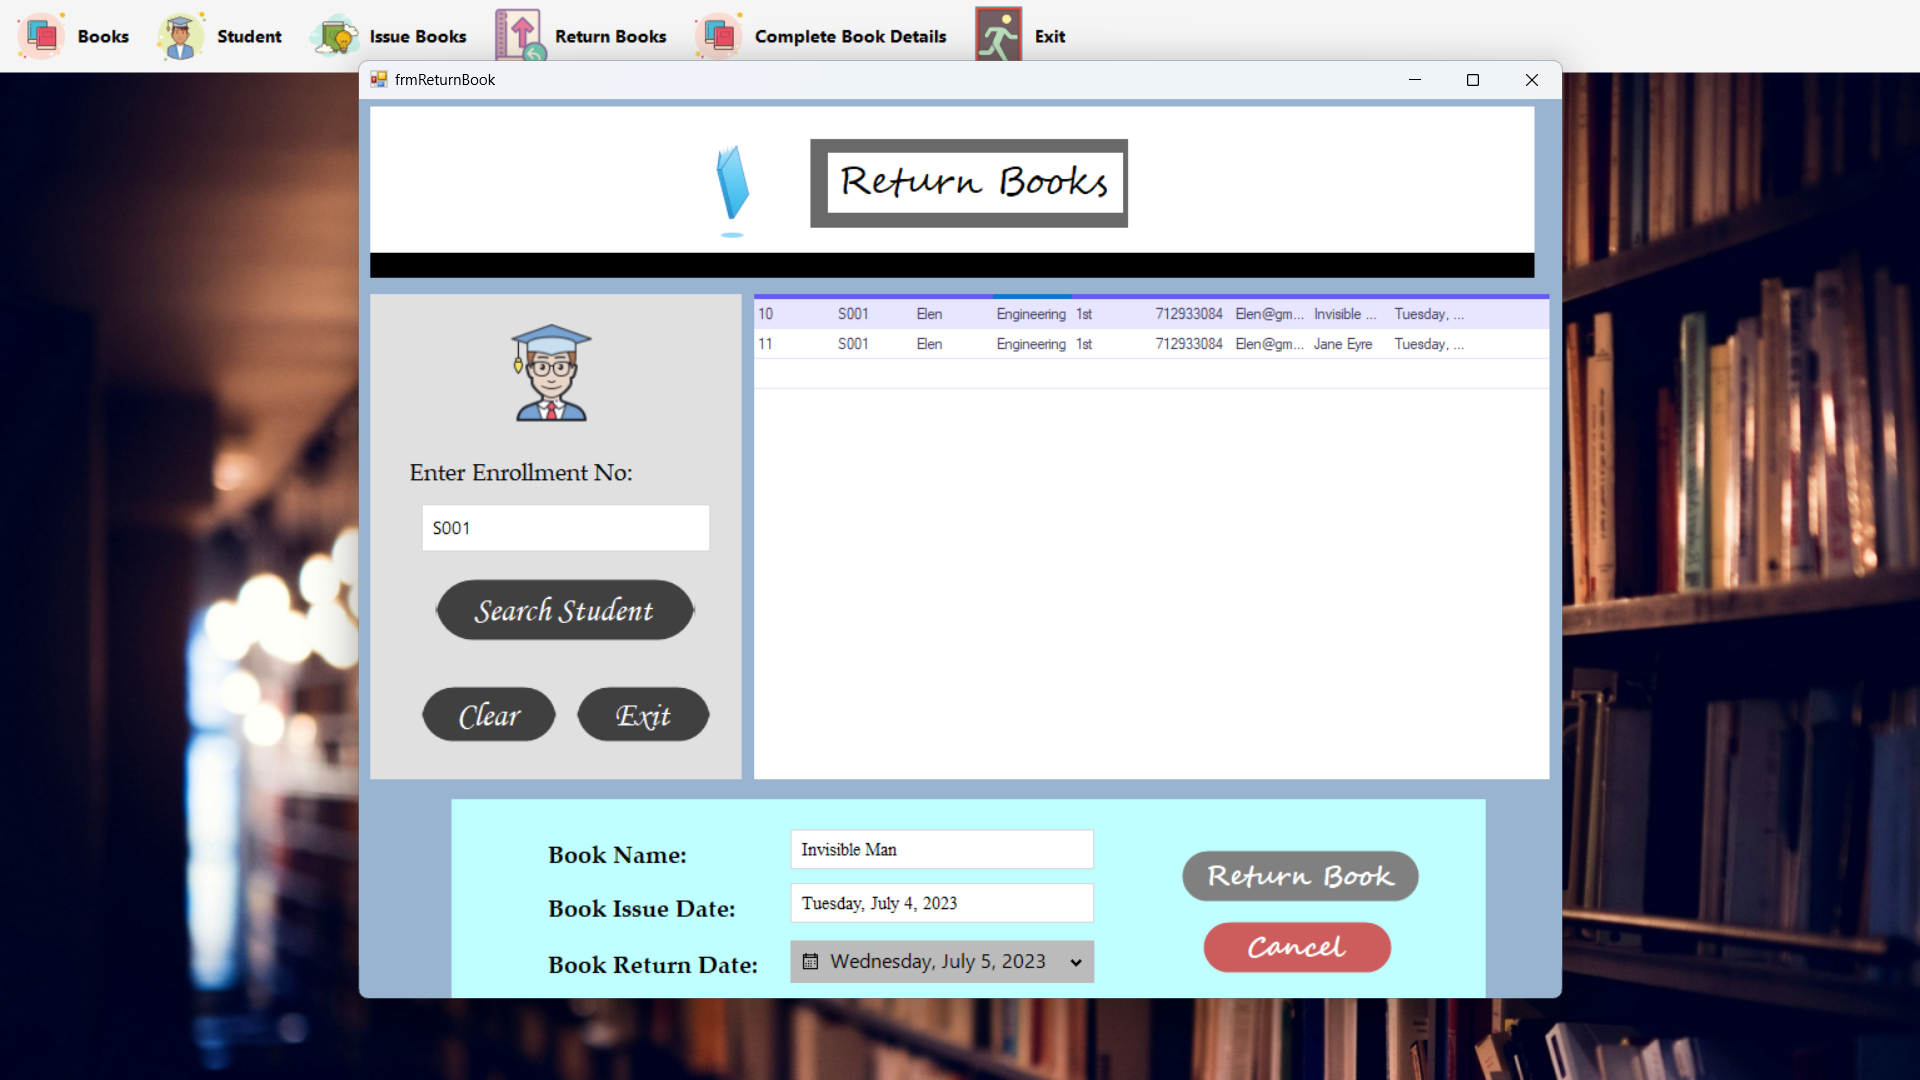 Books Student Issue Books Return Books Complete Book Details Exit
frmReturnBook
Return Books
10 S001 Elen Engineering 1st 712933084 Elen@gm... Invisible ... Tuesday, ...
11 S001 Elen Engineering 1st 712933084 Elen@gm... Jane Eyre Tuesday, ...
Enter Enrollment No:
S001
Search Student
Clear Exit
Book Name: Invisible Man
Book Issue Date: Tuesday, July 4, 2023
Book Return Date: Wednesday, July 5, 2023
Return Book
Cancel